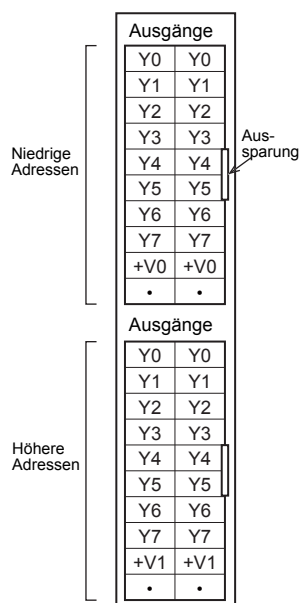 Ausgänge
Y0 Y0
Y1 Y1
Y2 Y2
Y3 Y3
Y4 Y4
Y5 Y5
Y6 Y6
Y7 Y7
+V0 +V0
• •
Niedrige
Adressen
Aus-
sparung
Ausgänge
Y0 Y0
Y1 Y1
Y2 Y2
Y3 Y3
Y4 Y4
Y5 Y5
Y6 Y6
Y7 Y7
+V1 +V1
• •
Höhere
Adressen